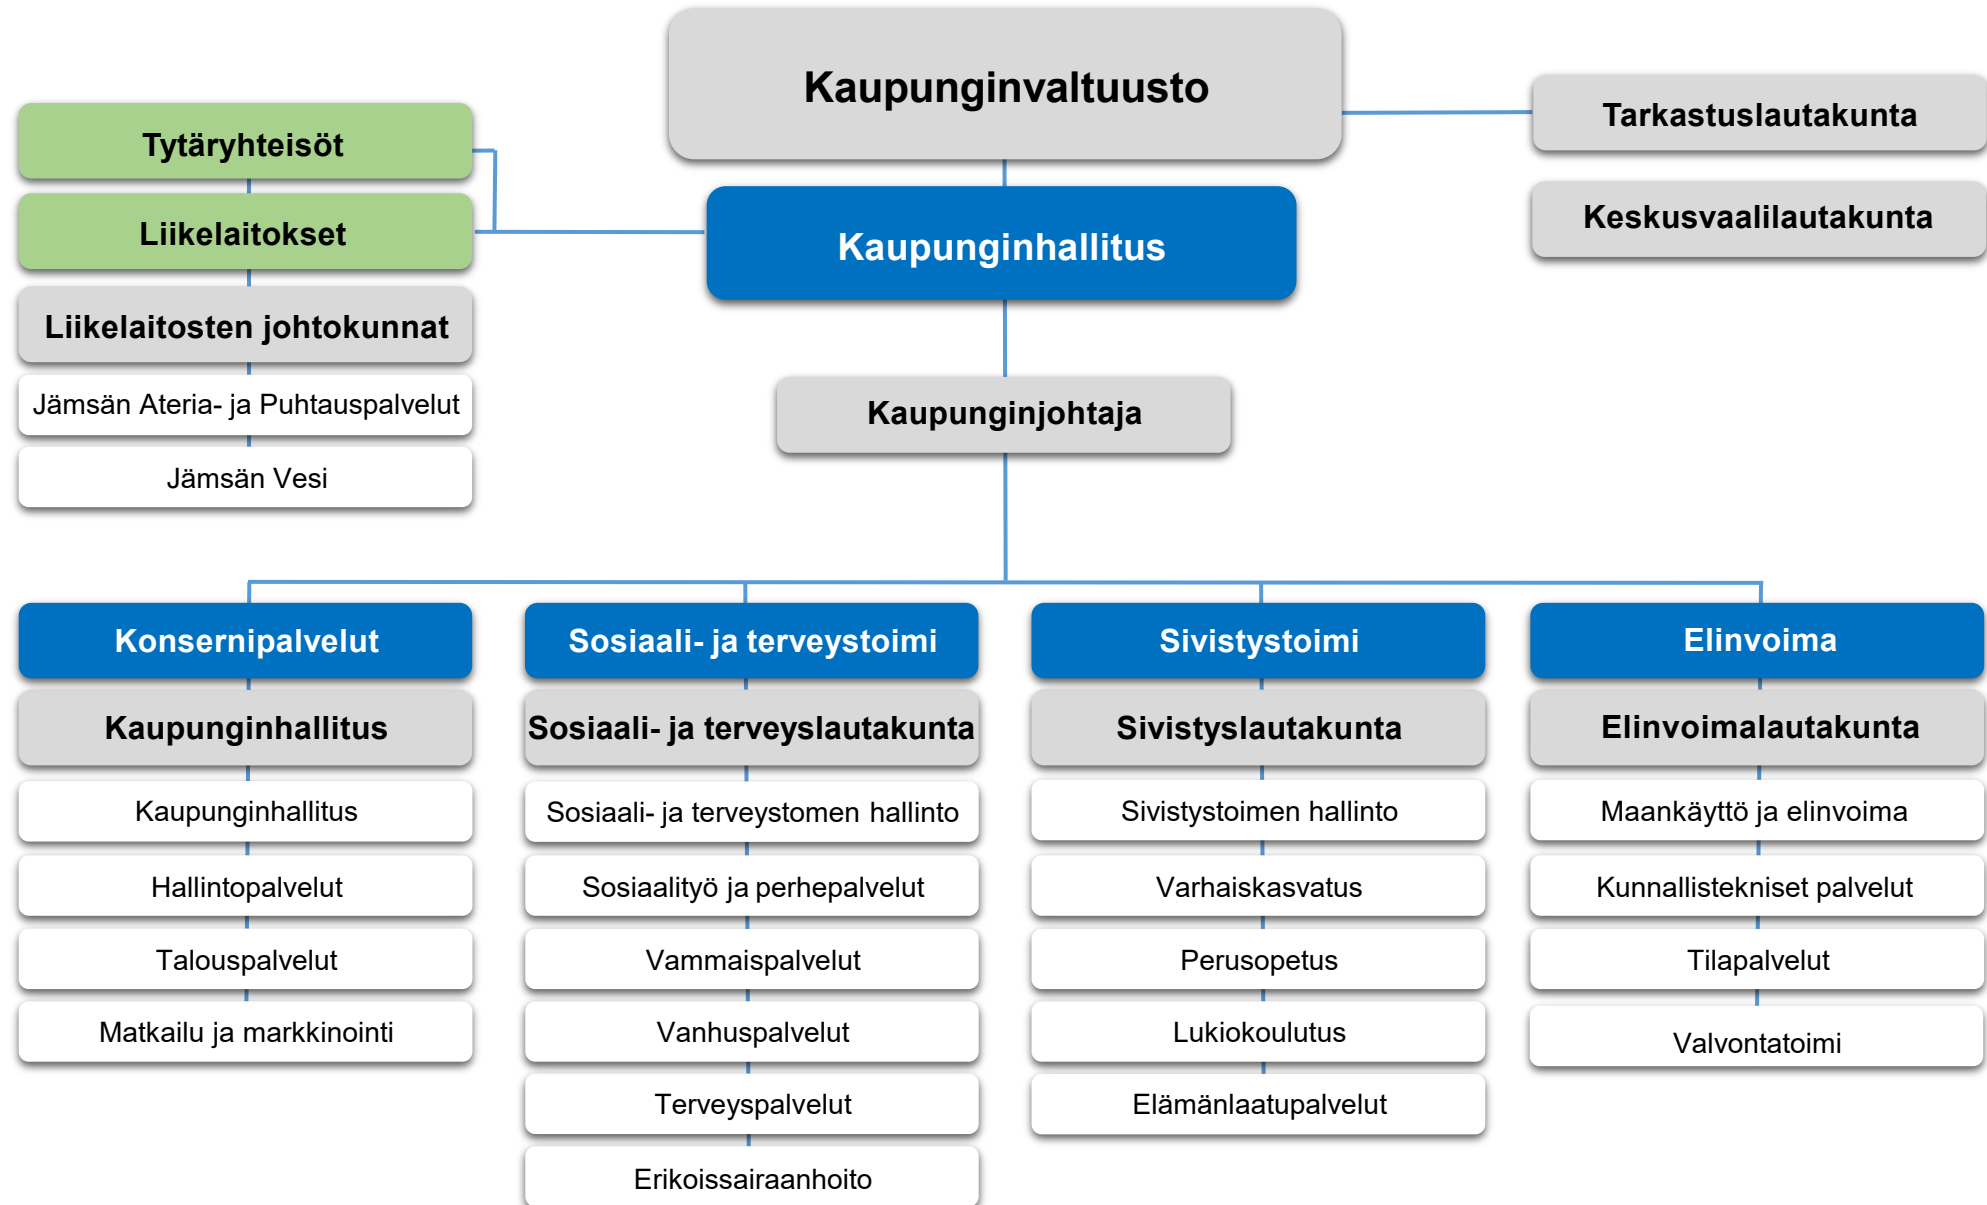 Kaupunginvaltuusto
Tarkastuslautakunta
Keskusvaalilautakunta
Tytäryhteisöt
Liikelaitokset
Kaupunginhallitus
Liikelaitosten johtokunnat
Jämsän Ateria- ja Puhtauspalvelut
Jämsän Vesi
Kaupunginjohtaja
Konsernipalvelut
Kaupunginhallitus
Kaupunginhallitus
Hallintopalvelut
Talouspalvelut
Matkailu ja markkinointi
Sosiaali- ja terveystoimi
Sosiaali- ja terveyslautakunta
Sosiaali- ja terveystomen hallinto
Sosiaalityö ja perhepalvelut
Vammaispalvelut
Vanhuspalvelut
Terveyspalvelut
Erikoissairaanhoito
Sivistystoimi
Sivistyslautakunta
Sivistystoimen hallinto
Varhaiskasvatus
Perusopetus
Lukiokoulutus
Elämänlaatupalvelut
Elinvoima
Elinvoimalautakunta
Maankäyttö ja elinvoima
Kunnallistekniset palvelut
Tilapalvelut
Valvontatoimi